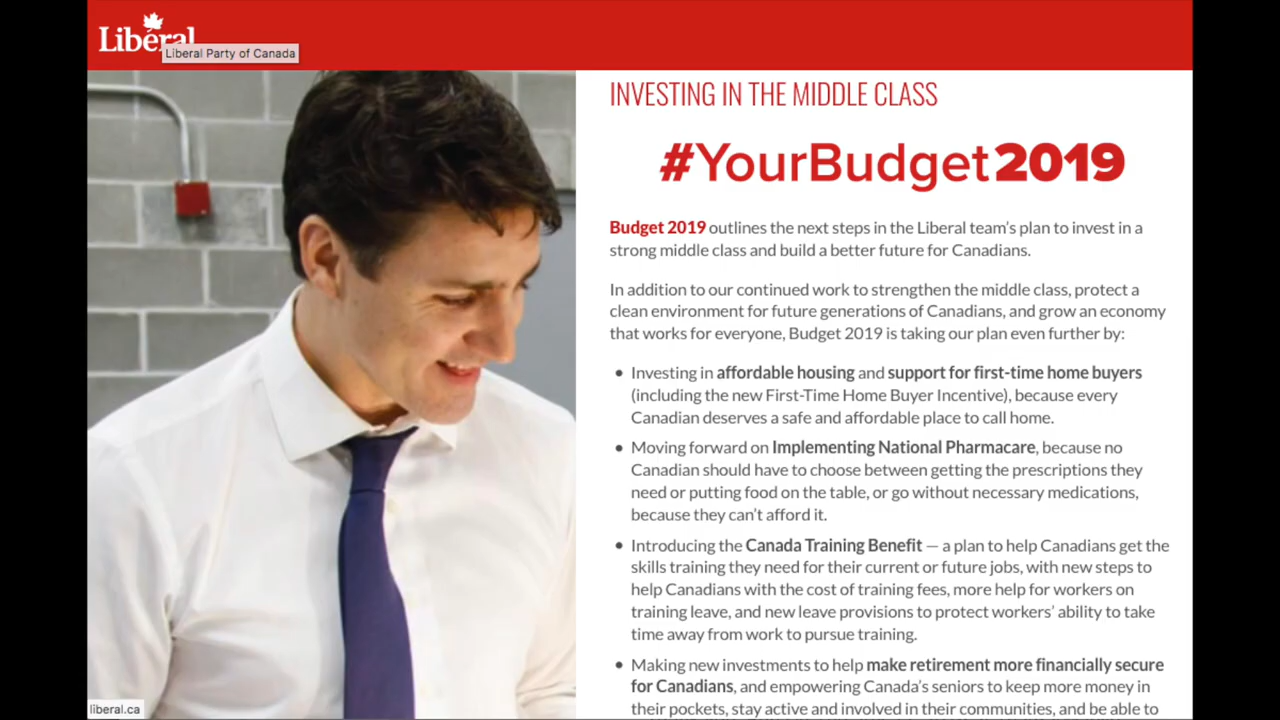 Liberal
Liberal Party of Canada
INVESTING IN THE MIDDLE CLASS
#YourBudget2019
Budget 2019 outlines the next steps in the Liberal team's plan to invest in a
strong middle class and build a better future for Canadians.
In addition to our continued work to strengthen the middle class, protect a
clean environment for future generations of Canadians, and grow an economy
that works for everyone, Budget 2019 is taking our plan even further by:
• Investing in affordable housing and support for first-time home buyers
(including the new First-Time Home Buyer Incentive), because every
Canadian deserves a safe and affordable place to call home.
• Moving forward on Implementing National Pharmacare, because no
Canadian should have to choose between getting the prescriptions they
need or putting food on the table, or go without necessary medications,
because they can't afford it.
• Introducing the Canada Training Benefit — a plan to help Canadians get the
skills training they need for their current or future jobs, with new steps to
help Canadians with the cost of training fees, more help for workers on
training leave, and new leave provisions to protect workers' ability to take
time away from work to pursue training.
• Making new investments to help make retirement more financially secure
for Canadians, and empowering Canada's seniors to keep more money in
their pockets, stay active and involved in their communities, and be able to
liberal.ca